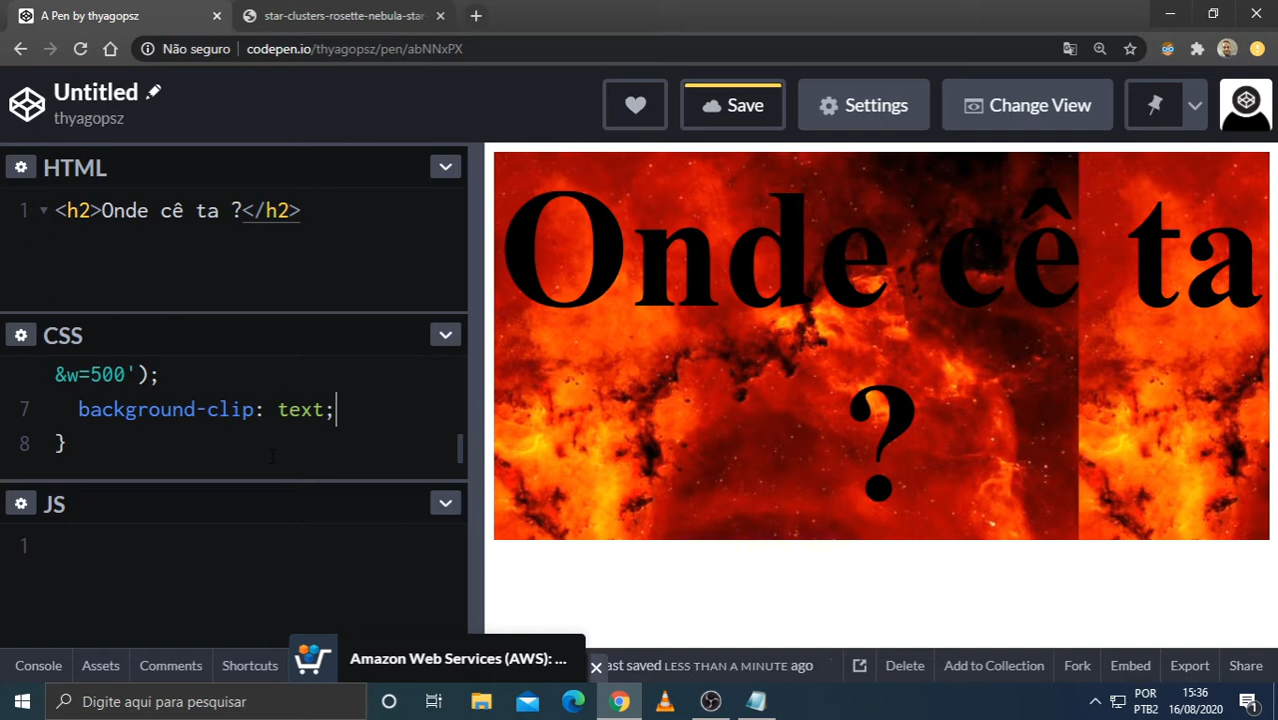 A Pen by thyagopsz
star-clusters-rosette-nebula-star-
Não seguro
codepen.io/thyagopsz/pen/abNNxPX
Untitled
thyagopsz
Save
Settings
Change View
HTML
1
<h2>Onde cê ta ?</h2>
CSS
&w=500');
7
background-clip: text;
8
}
JS
1
Onde cê ta
?
Amazon Web Services (AWS): ...
Console
Assets
Comments
Shortcuts
ast saved LESS THAN A MINUTE ago
Delete
Add to Collection
Fork
Embed
Export
Share
Digite aqui para pesquisar
POR
PTB2
15:36
16/08/2020
1